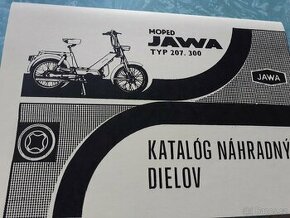 MOPED
JAWA
TYP 207. 300
JAWA
KATALÓG NÁHRADNÝ
DIELOV